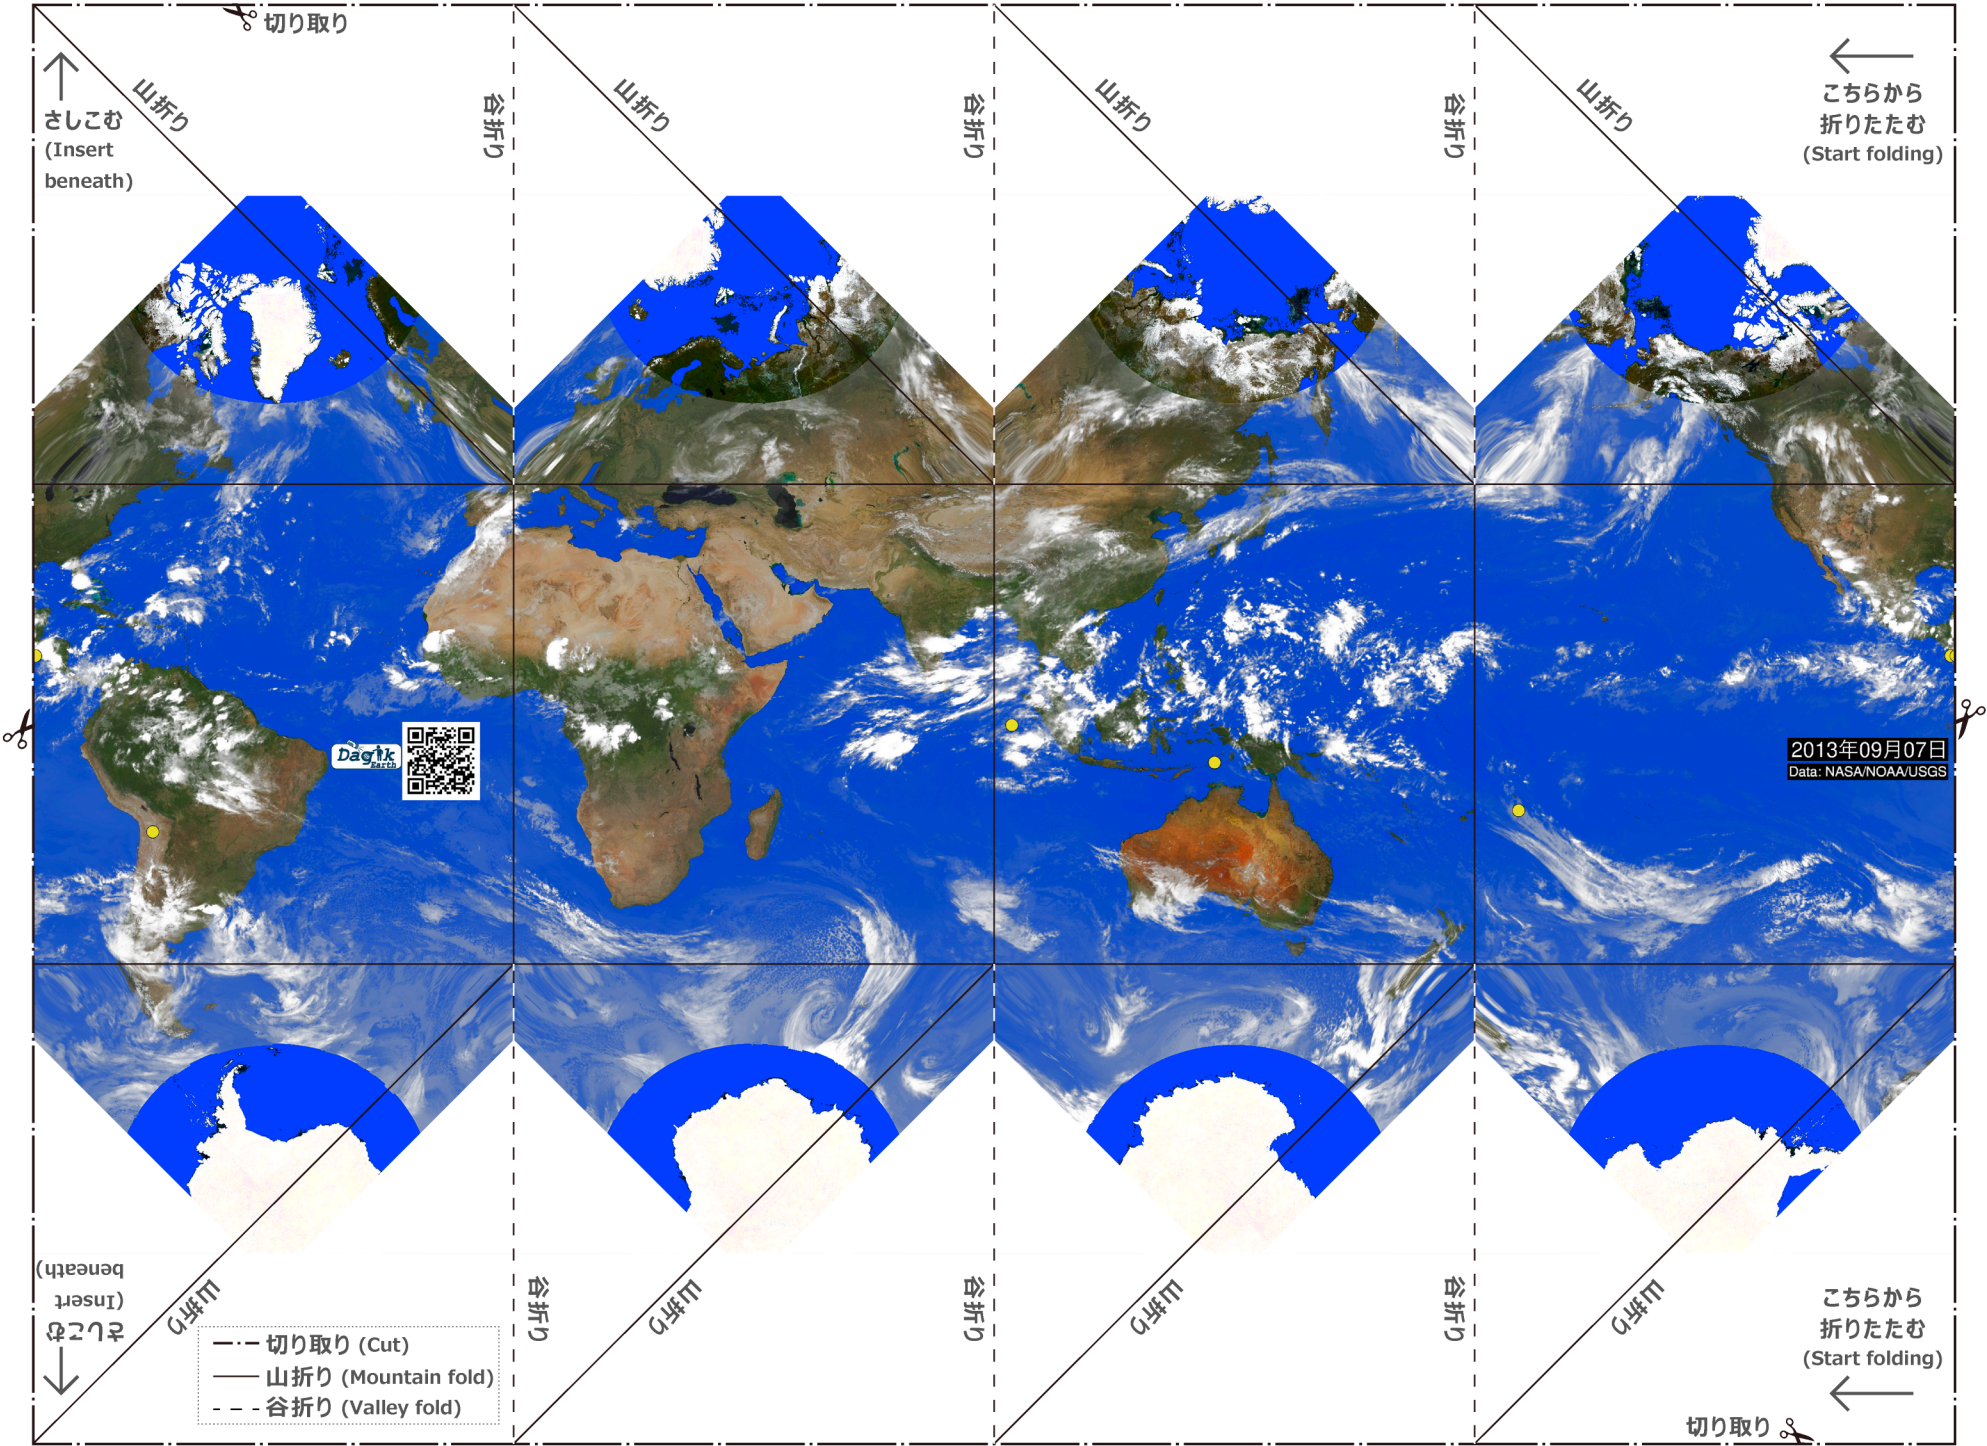 切り取り
さしこむ
(Insert
beneath)
山折り
谷折り
山折り
谷折り
山折り
谷折り
山折り
こちらから
折りたたむ
(Start folding)
Dagik
Earth
2013年09月07日
Data: NASA/NOAA/USGS
さしこむ
(Insert
beneath)
山折り
谷折り
山折り
谷折り
山折り
谷折り
山折り
こちらから
折りたたむ
(Start folding)
切り取り (Cut)
山折り (Mountain fold)
谷折り (Valley fold)
切り取り